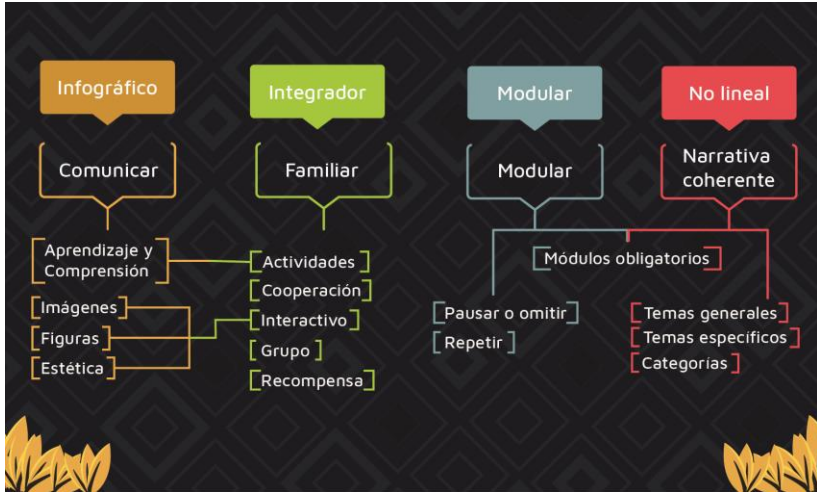 Infográfico
Integrador
Modular
No lineal
Comunicar
Familiar
Modular
Narrativa
coherente
Aprendizaje y
Comprensión
Imágenes
Figuras
Estética
Actividades
Cooperación
Interactivo
Grupo
Recompensa
Módulos obligatorios
Pausar o omitir
Repetir
Temas generales
Temas específicos
Categorías